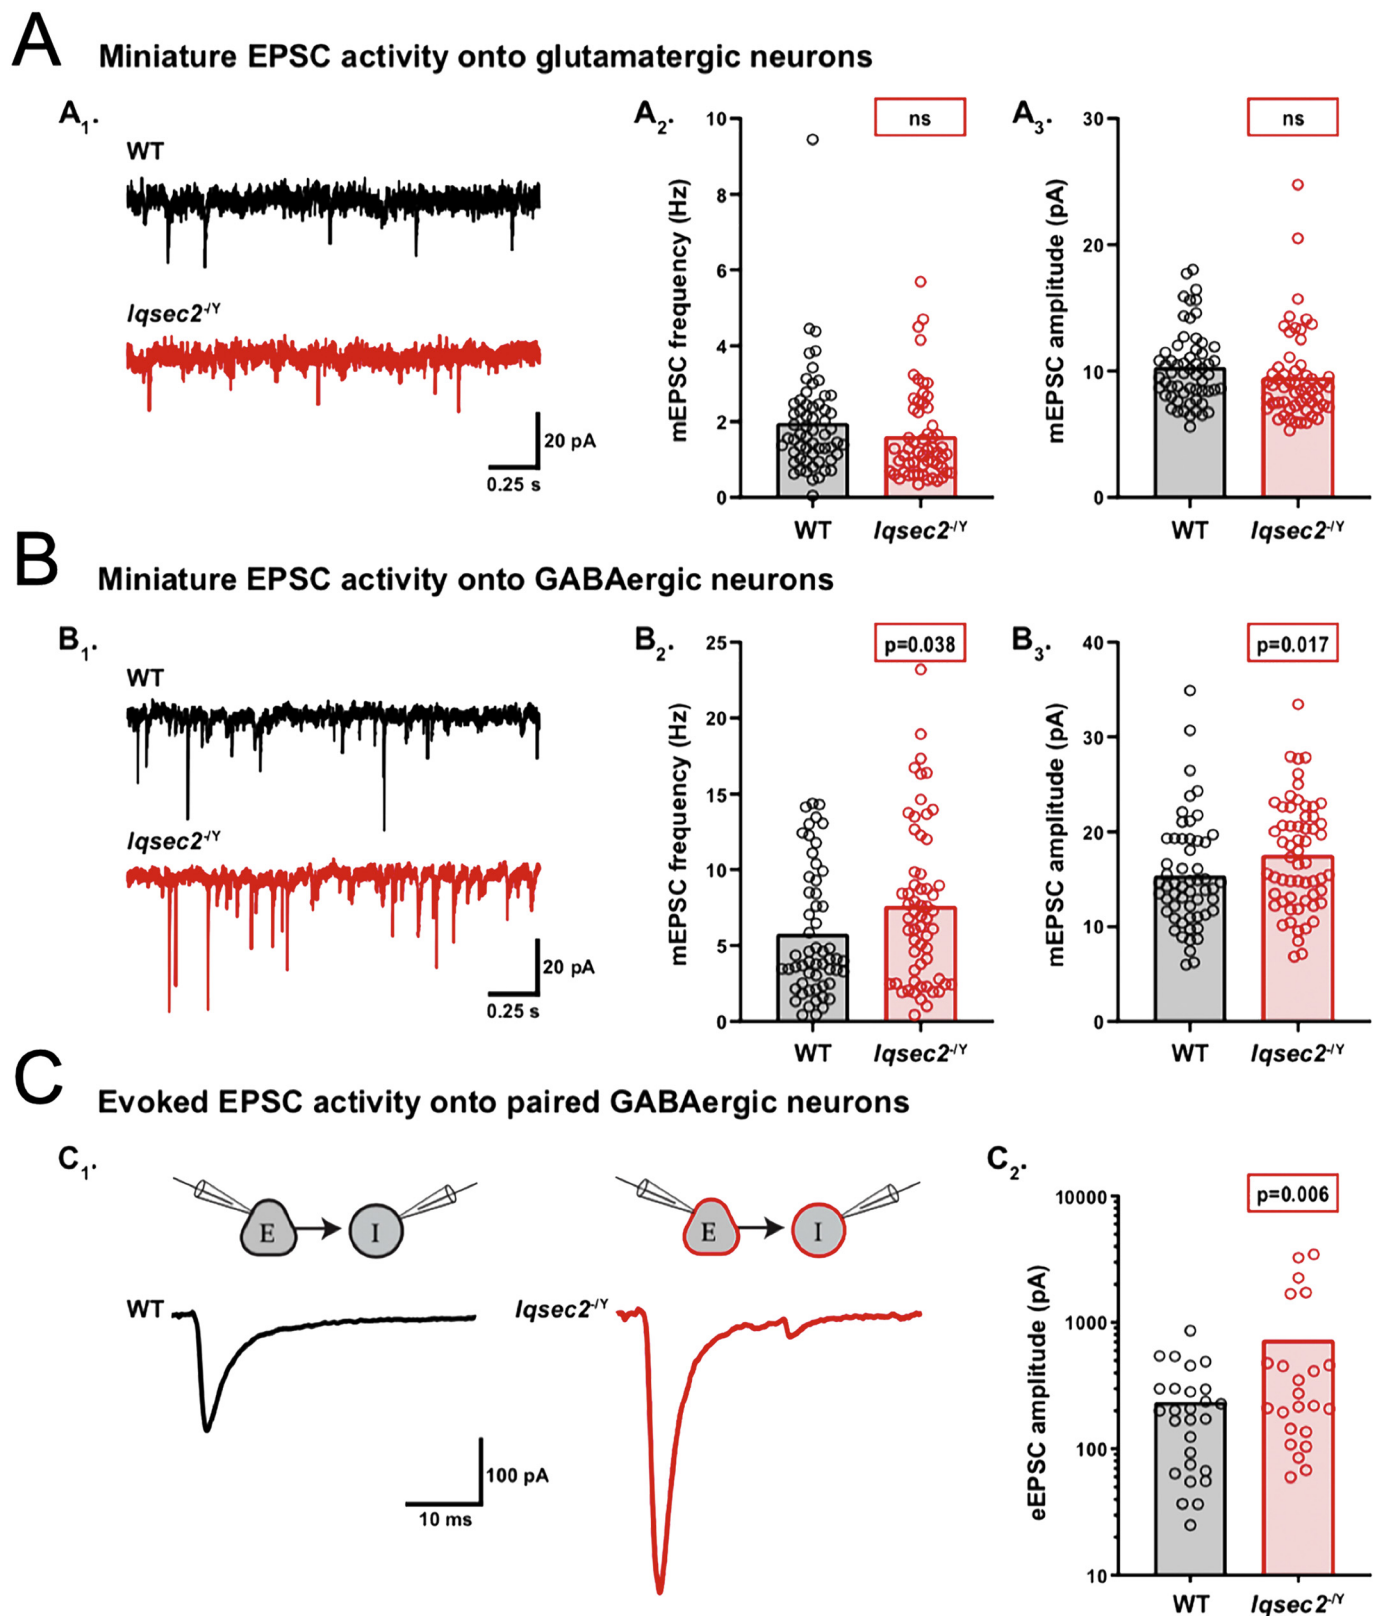 A
Miniature EPSC activity onto glutamatergic neurons
A1.
WT
Iqsec2-/Y
20 pA
0.25 s
A2.
ns
mEPSC frequency (Hz)
10
8
6
4
2
0
WT
Iqsec2-/Y
A3.
ns
mEPSC amplitude (pA)
30
20
10
0
WT
Iqsec2-/Y
B
Miniature EPSC activity onto GABAergic neurons
B1.
WT
Iqsec2-/Y
20 pA
0.25 s
B2.
p=0.038
mEPSC frequency (Hz)
25
20
15
10
5
0
WT
Iqsec2-/Y
B3.
p=0.017
mEPSC amplitude (pA)
40
30
20
10
0
WT
Iqsec2-/Y
C
Evoked EPSC activity onto paired GABAergic neurons
C1.
E
I
E
I
WT
Iqsec2-/Y
100 pA
10 ms
C2.
p=0.006
eEPSC amplitude (pA)
10000
1000
100
10
WT
Iqsec2-/Y